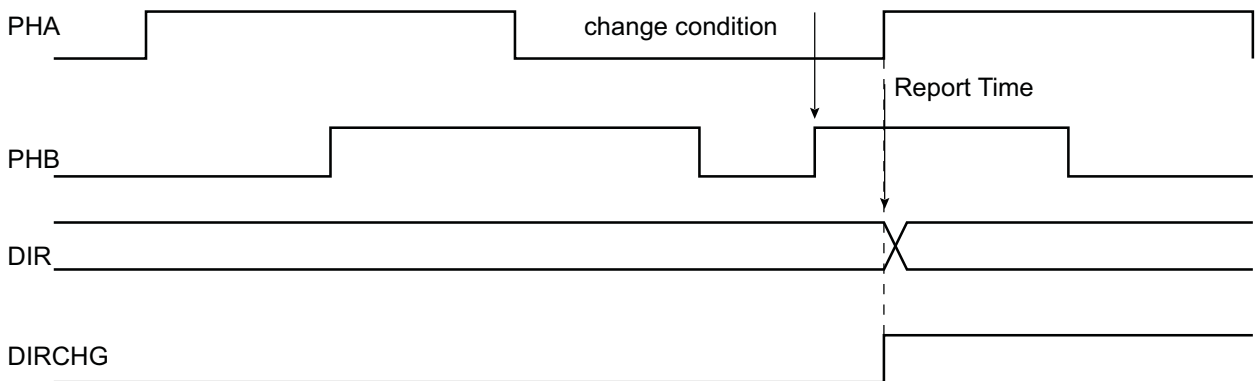 PHA
change condition
Report Time
PHB
DIR
DIRCHG